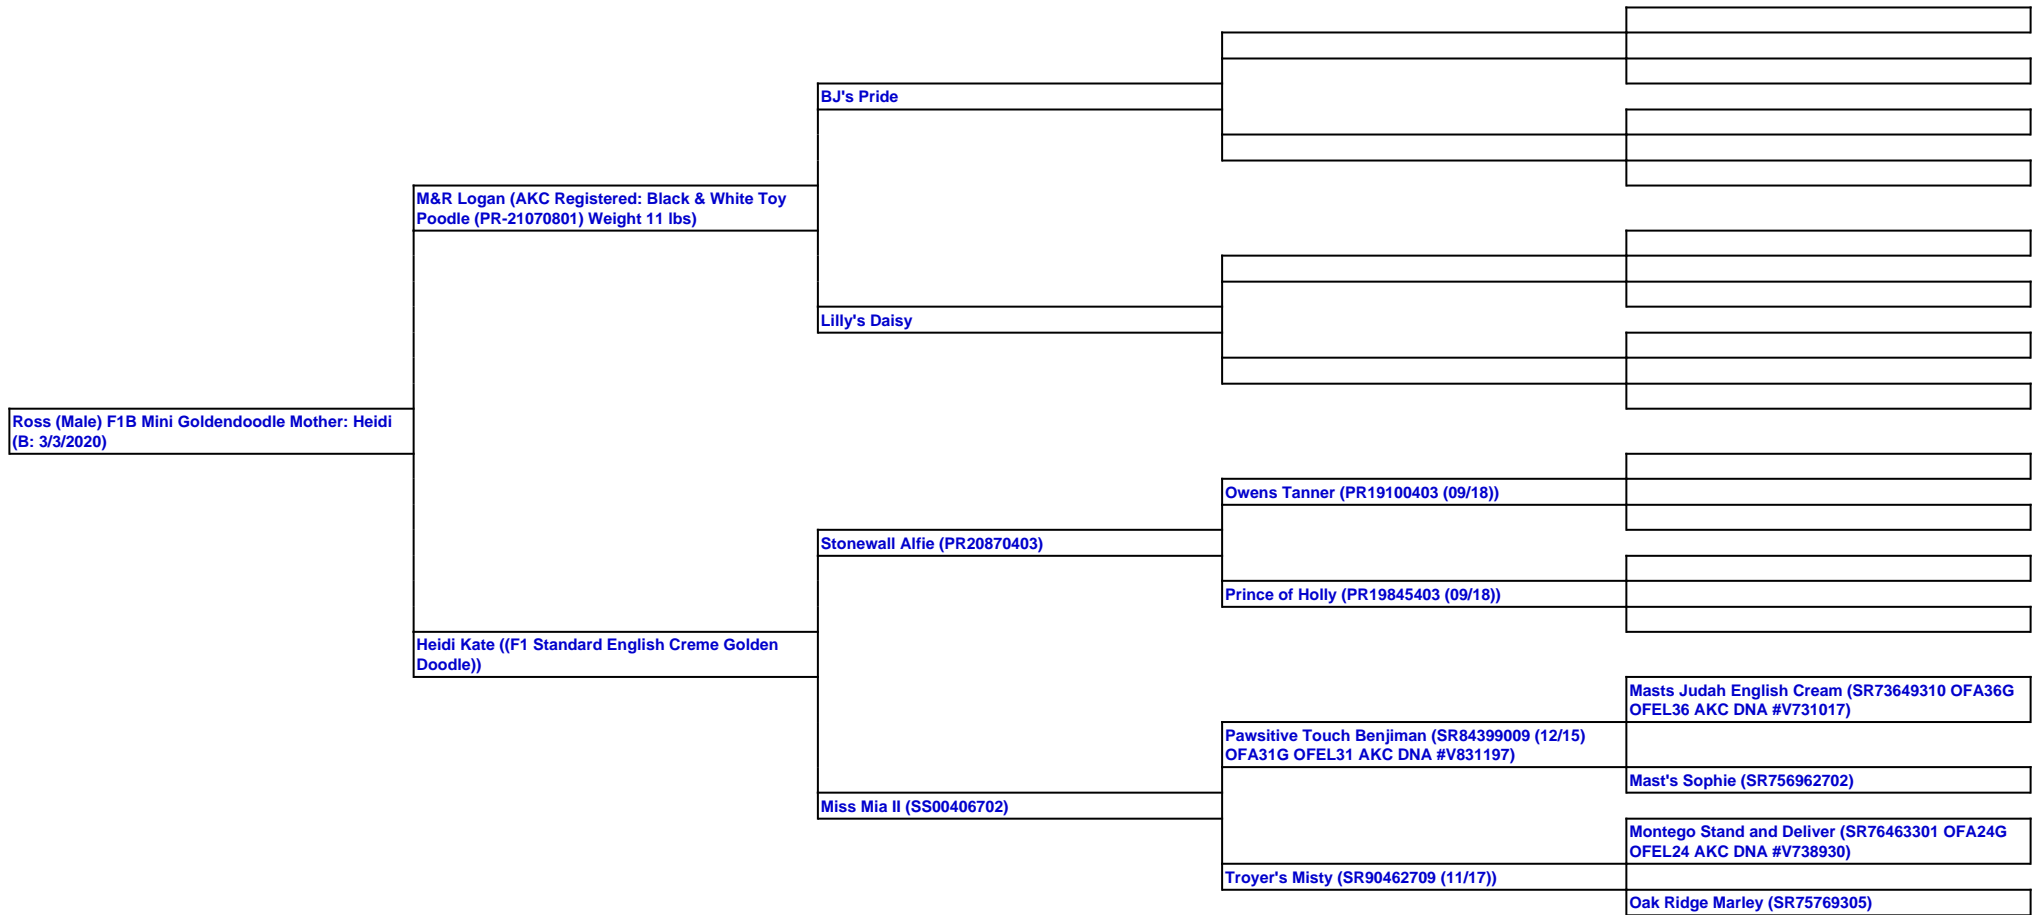 BJ's Pride
M&R Logan (AKC Registered: Black & White Toy
Poodle (PR-21070801) Weight 11 lbs)
Lilly's Daisy
Ross (Male) F1B Mini Goldendoodle Mother: Heidi
(B: 3/3/2020)
Owens Tanner (PR19100403 (09/18))
Stonewall Alfie (PR20870403)
Prince of Holly (PR19845403 (09/18))
Heidi Kate ((F1 Standard English Creme Golden
Doodle))
Masts Judah English Cream (SR73649310 OFA36G
OFEL36 AKC DNA #V731017)
Pawsitive Touch Benjiman (SR84399009 (12/15)
OFA31G OFEL31 AKC DNA #V831197)
Mast's Sophie (SR756962702)
Miss Mia II (SS00406702)
Montego Stand and Deliver (SR76463301 OFA24G
OFEL24 AKC DNA #V738930)
Troyer's Misty (SR90462709 (11/17))
Oak Ridge Marley (SR75769305)